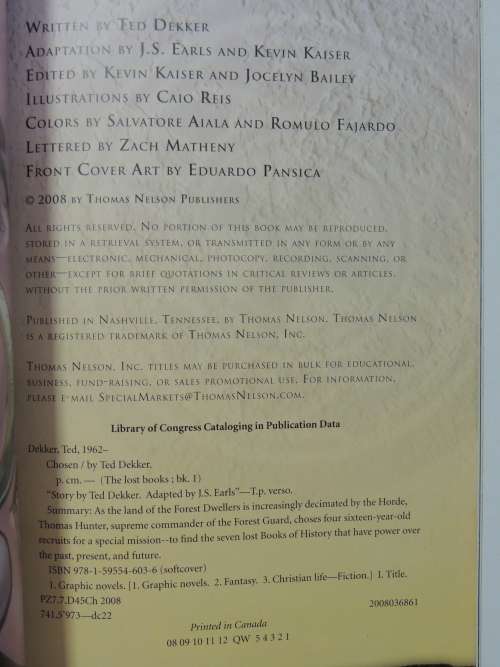 Written by Ted Dekker
Adaptation by J.S. Earls and Kevin Kaiser
Edited by Kevin Kaiser and Jocelyn Bailey
Illustrations by Caio Reis
Colors by Salvatore Aiala and Romulo Fajardo
Lettered by Zach Matheny
Front Cover Art by Eduardo Pansica
© 2008 by Thomas Nelson Publishers
All rights reserved. No portion of this book may be reproduced,
stored in a retrieval system, or transmitted in any form or by any
means—electronic, mechanical, photocopy, recording, scanning, or
other—except for brief quotations in critical reviews or articles,
without the prior written permission of the publisher.
Published in Nashville, Tennessee, by Thomas Nelson. Thomas Nelson
is a registered trademark of Thomas Nelson, Inc.
Thomas Nelson, Inc. titles may be purchased in bulk for educational,
business, fund-raising, or sales promotional use. For information,
please e-mail SpecialMarkets@ThomasNelson.com.
Library of Congress Cataloging in Publication Data
Dekker, Ted, 1962–
Chosen / by Ted Dekker.
p. cm. — (The lost books ; bk. 1)
"Story by Ted Dekker. Adapted by J.S. Earls"—T.p. verso.
Summary: As the land of the Forest Dwellers is increasingly decimated by the Horde,
Thomas Hunter, supreme commander of the Forest Guard, choses four sixteen-year-old
recruits for a special mission--to find the seven lost Books of History that have power over
the past, present, and future.
ISBN 978-1-59554-603-6 (softcover)
1. Graphic novels. [1. Graphic novels. 2. Fantasy. 3. Christian life—Fiction.] I. Title.
PZ7.7.D45Ch 2008
741.5'973—dc22
2008036861
Printed in Canada
08 09 10 11 12 QW 5 4 3 2 1